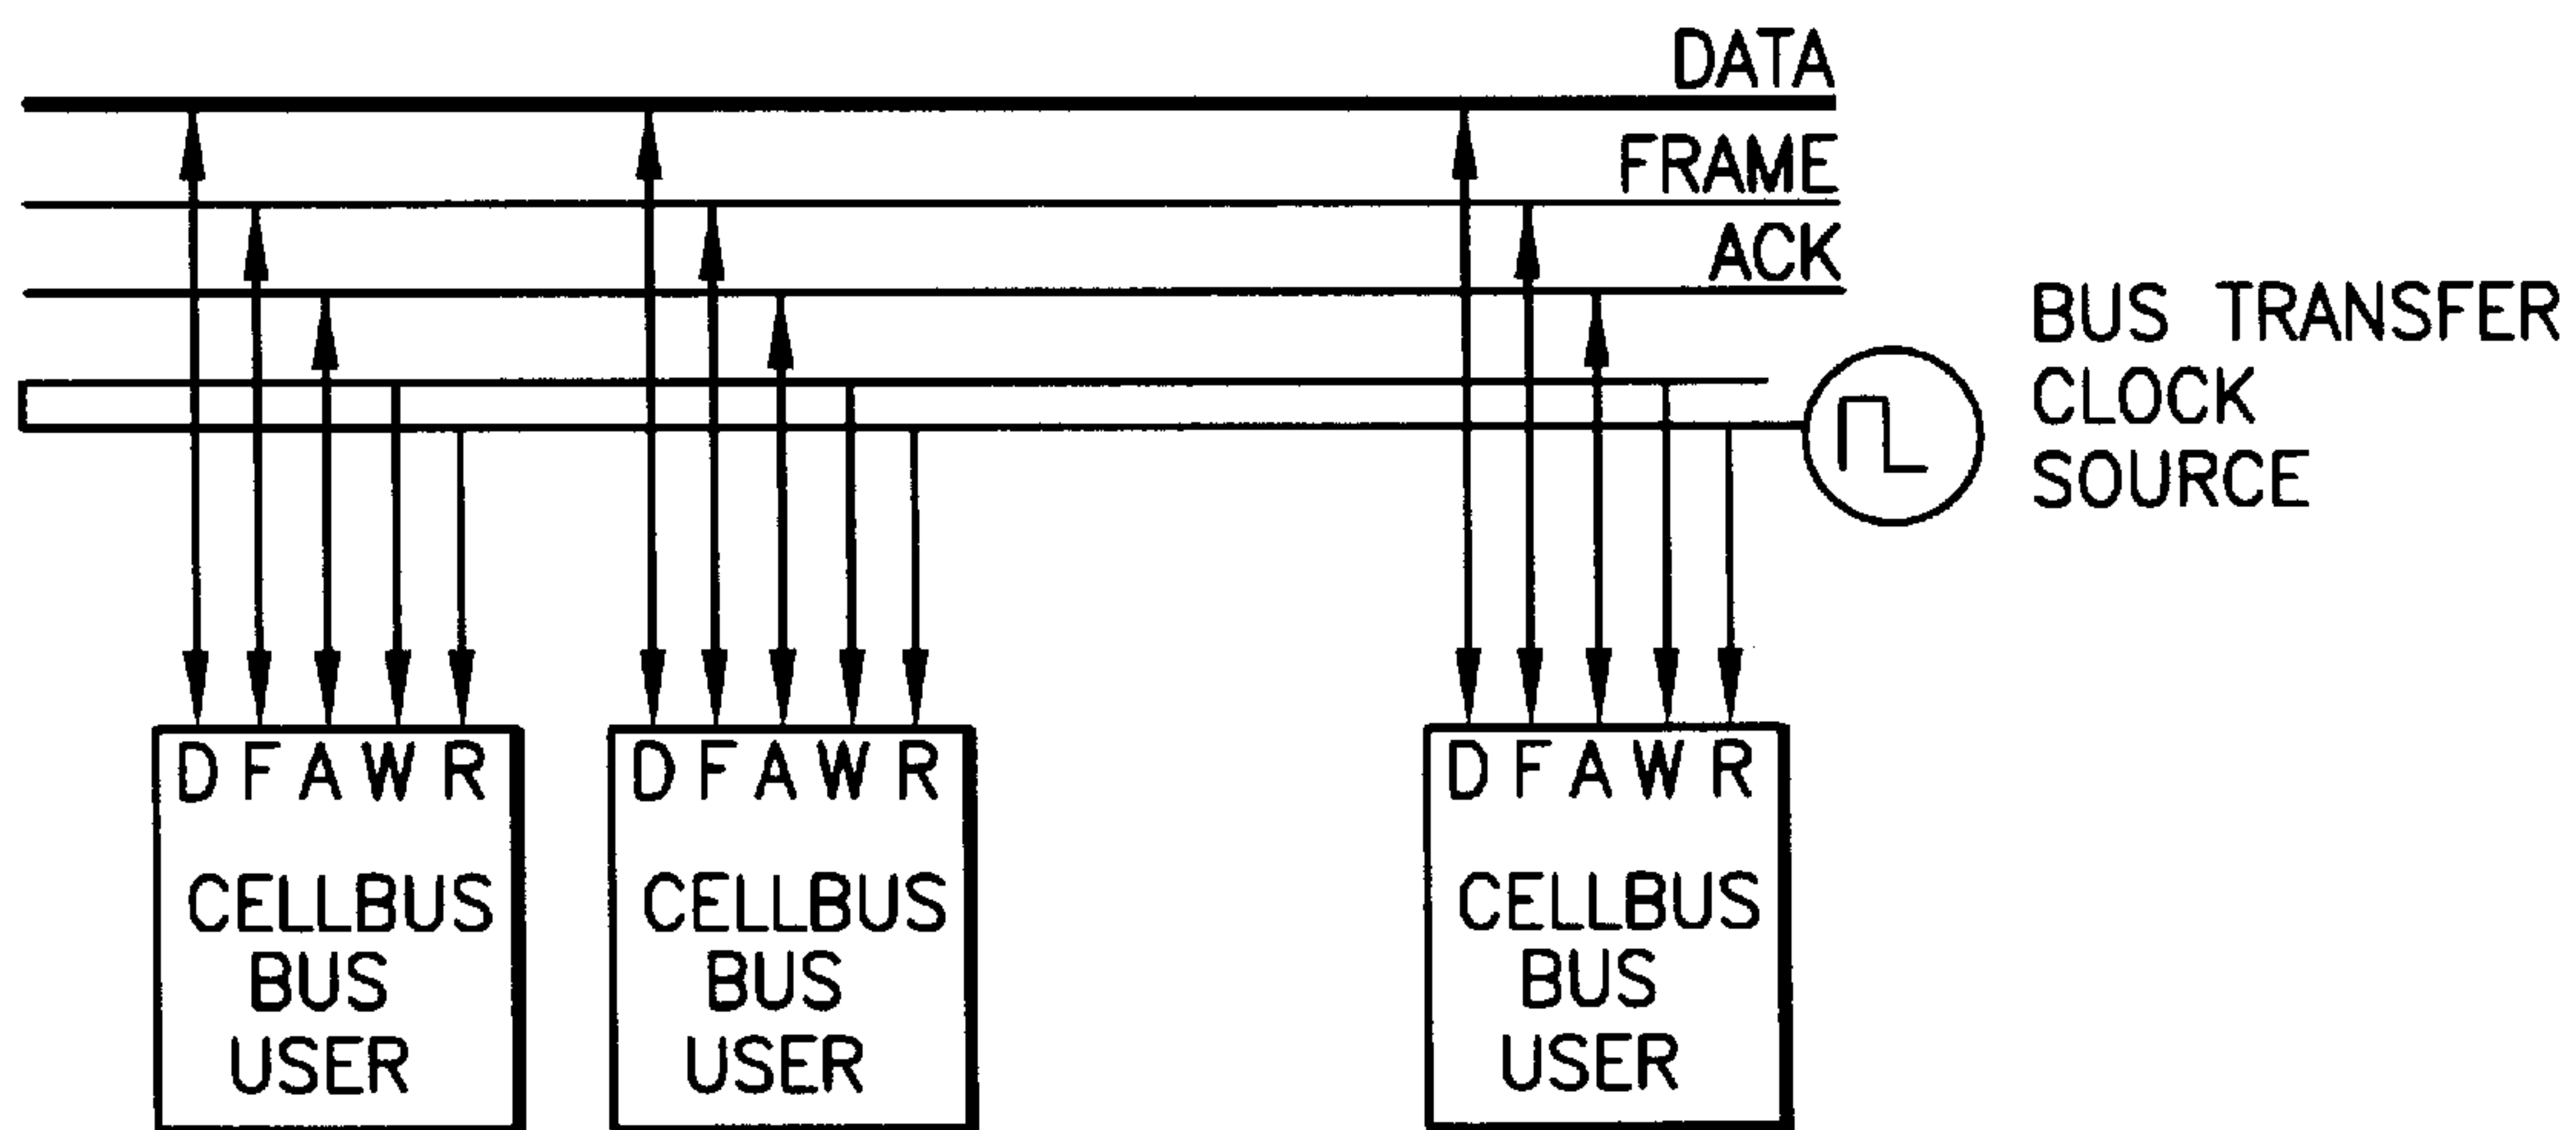 DATA
FRAME
ACK
BUS TRANSFER
CLOCK
SOURCE
D F A W R
CELLBUS
BUS
USER
D F A W R
CELLBUS
BUS
USER
D F A W R
CELLBUS
BUS
USER